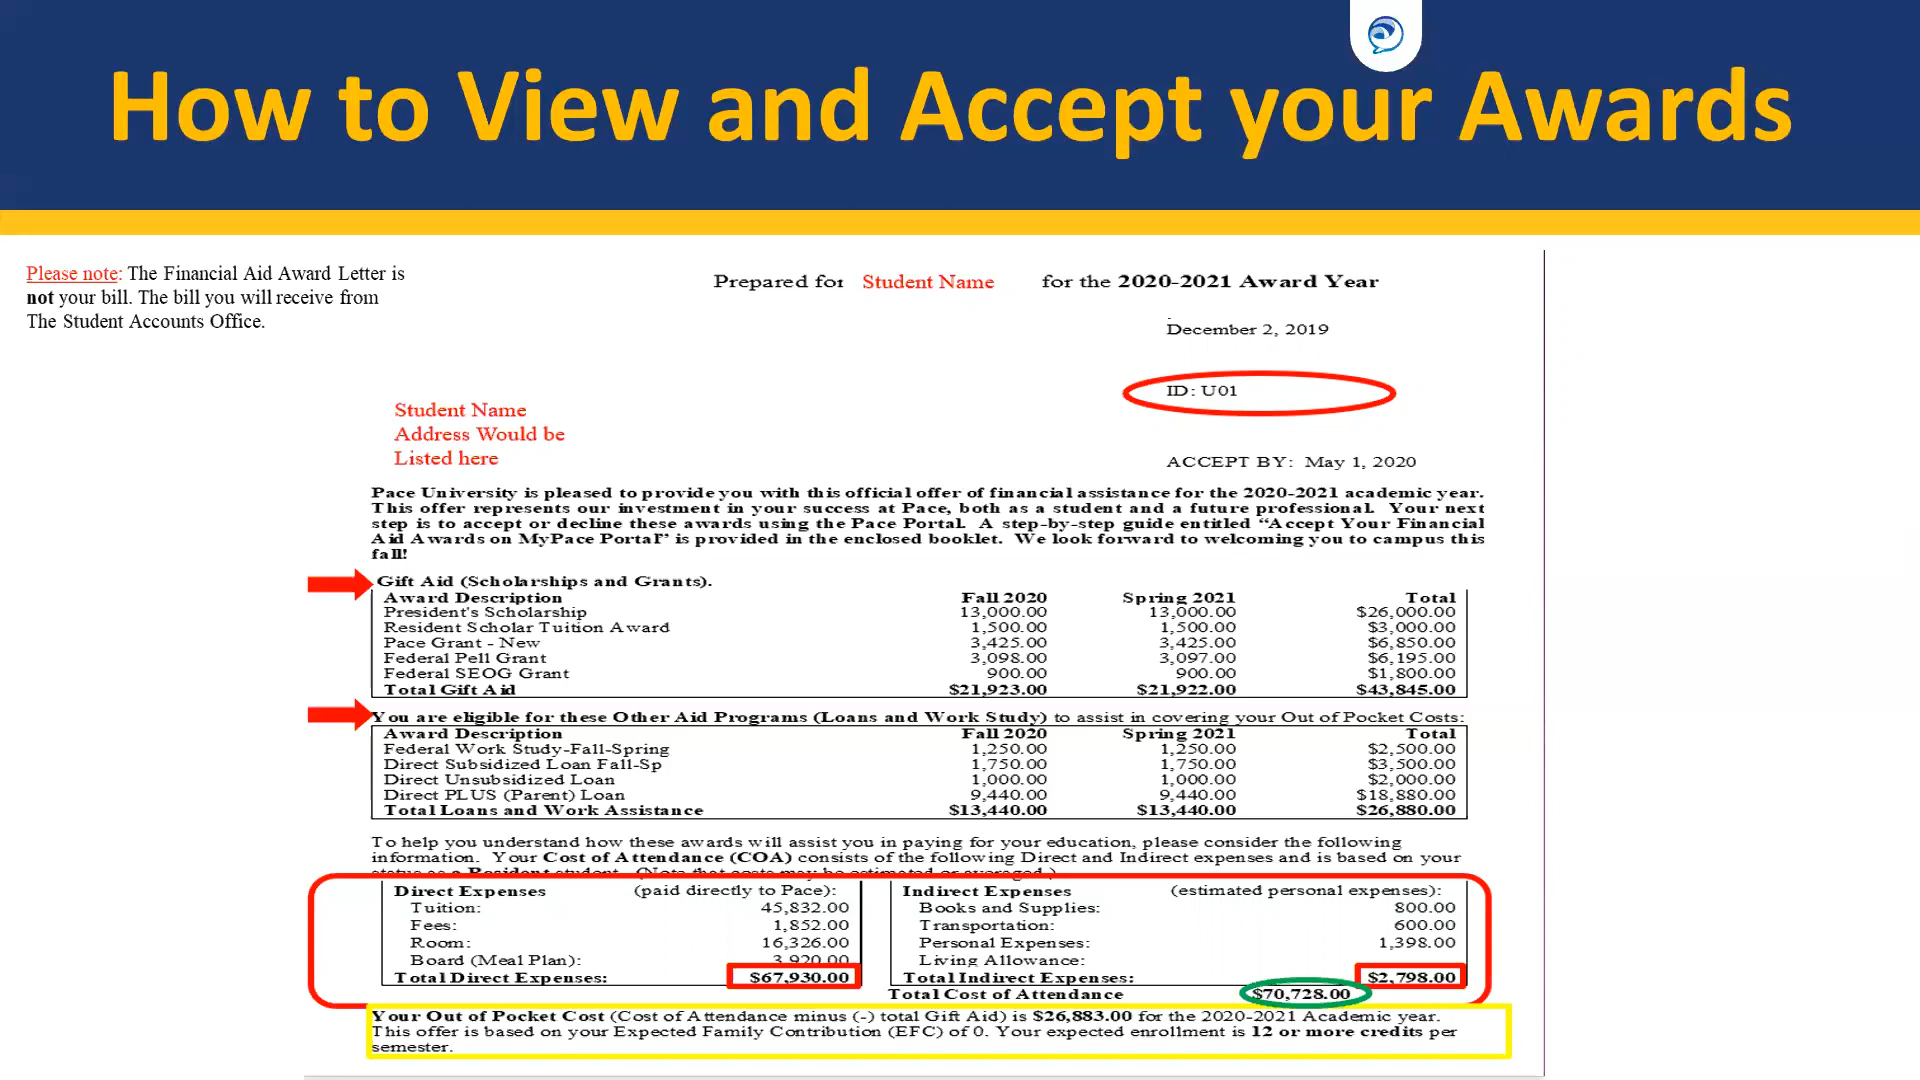 How to View and Accept your Awards
Please note: The Financial Aid Award Letter is
not your bill. The bill you will receive from
The Student Accounts Office.
Prepared for Student Name for the 2020-2021 Award Year
December 2, 2019
ID: U01
Student Name
Address Would be
Listed here
ACCEPT BY: May 1, 2020
Pace University is pleased to provide you with this official offer of financial assistance for the 2020-2021 academic year.
This offer represents our investment in your success at Pace, both as a student and a future professional. Your next
step is to accept or decline these awards using the Pace Portal. A step-by-step guide entitled “Accept Your Financial
Aid Awards on MyPace Portal” is provided in the enclosed booklet. We look forward to welcoming you to campus this
fall!
Gift Aid (Scholarships and Grants).
Award Description Fall 2020 Spring 2021 Total
President's Scholarship 13,000.00 13,000.00 $26,000.00
Resident Scholar Tuition Award 1,500.00 1,500.00 $3,000.00
Pace Grant - New 3,425.00 3,425.00 $6,850.00
Federal Pell Grant 3,098.00 3,097.00 $6,195.00
Federal SEOG Grant 900.00 900.00 $1,800.00
Total Gift Aid $21,923.00 $21,922.00 $43,845.00
You are eligible for these Other Aid Programs (Loans and Work Study) to assist in covering your Out of Pocket Costs:
Award Description Fall 2020 Spring 2021 Total
Federal Work Study-Fall-Spring 1,250.00 1,250.00 $2,500.00
Direct Subsidized Loan Fall-Sp 1,750.00 1,750.00 $3,500.00
Direct Unsubsidized Loan 1,000.00 1,000.00 $2,000.00
Direct PLUS (Parent) Loan 9,440.00 9,440.00 $18,880.00
Total Loans and Work Assistance $13,440.00 $13,440.00 $26,880.00
To help you understand how these awards will assist you in paying for your education, please consider the following
information. Your Cost of Attendance (COA) consists of the following Direct and Indirect expenses and is based on your
status as a Resident student. (Note that costs may be estimated or averaged.)
Direct Expenses (paid directly to Pace): Indirect Expenses (estimated personal expenses):
Tuition: 45,832.00 Books and Supplies: 800.00
Fees: 1,852.00 Transportation: 600.00
Room: 16,326.00 Personal Expenses: 1,398.00
Board (Meal Plan): 3,920.00 Living Allowance:
Total Direct Expenses: $67,930.00 Total Indirect Expenses: $2,798.00
Total Cost of Attendance $70,728.00
Your Out of Pocket Cost (Cost of Attendance minus (-) total Gift Aid) is $26,883.00 for the 2020-2021 Academic year.
This offer is based on your Expected Family Contribution (EFC) of 0. Your expected enrollment is 12 or more credits per
semester.